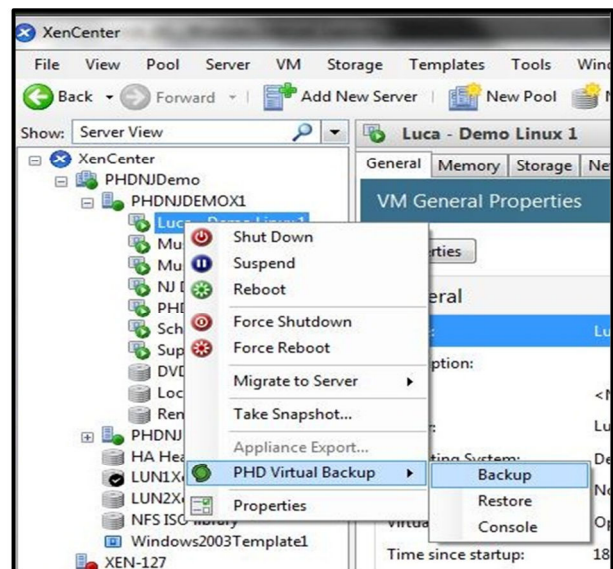 XenCenter
File View Pool Server VM Storage Templates Tools
Back Forward Add New Server New Pool
Show: Server View
Luca - Demo Linux 1
XenCenter
PHDNJDemo
PHDNJDEMOX1
General Memory Storage
VM General Properties
Shut Down
Suspend
Reboot
Force Shutdown
Force Reboot
Migrate to Server
Take Snapshot...
Appliance Export...
PHD Virtual Backup
Properties
Backup
Restore
Console
DVD
PHDNJ
NFS ISO library
Windows2003Template1
XEN-127
Time since startup: 18